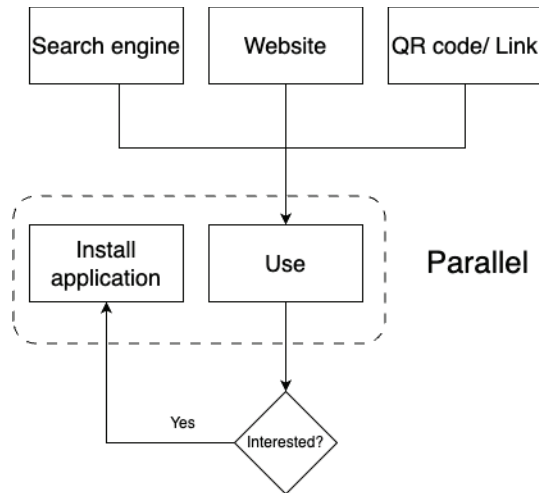 Search engine
Website
QR code/ Link
Install
application
Use
Parallel
Yes
Interested?